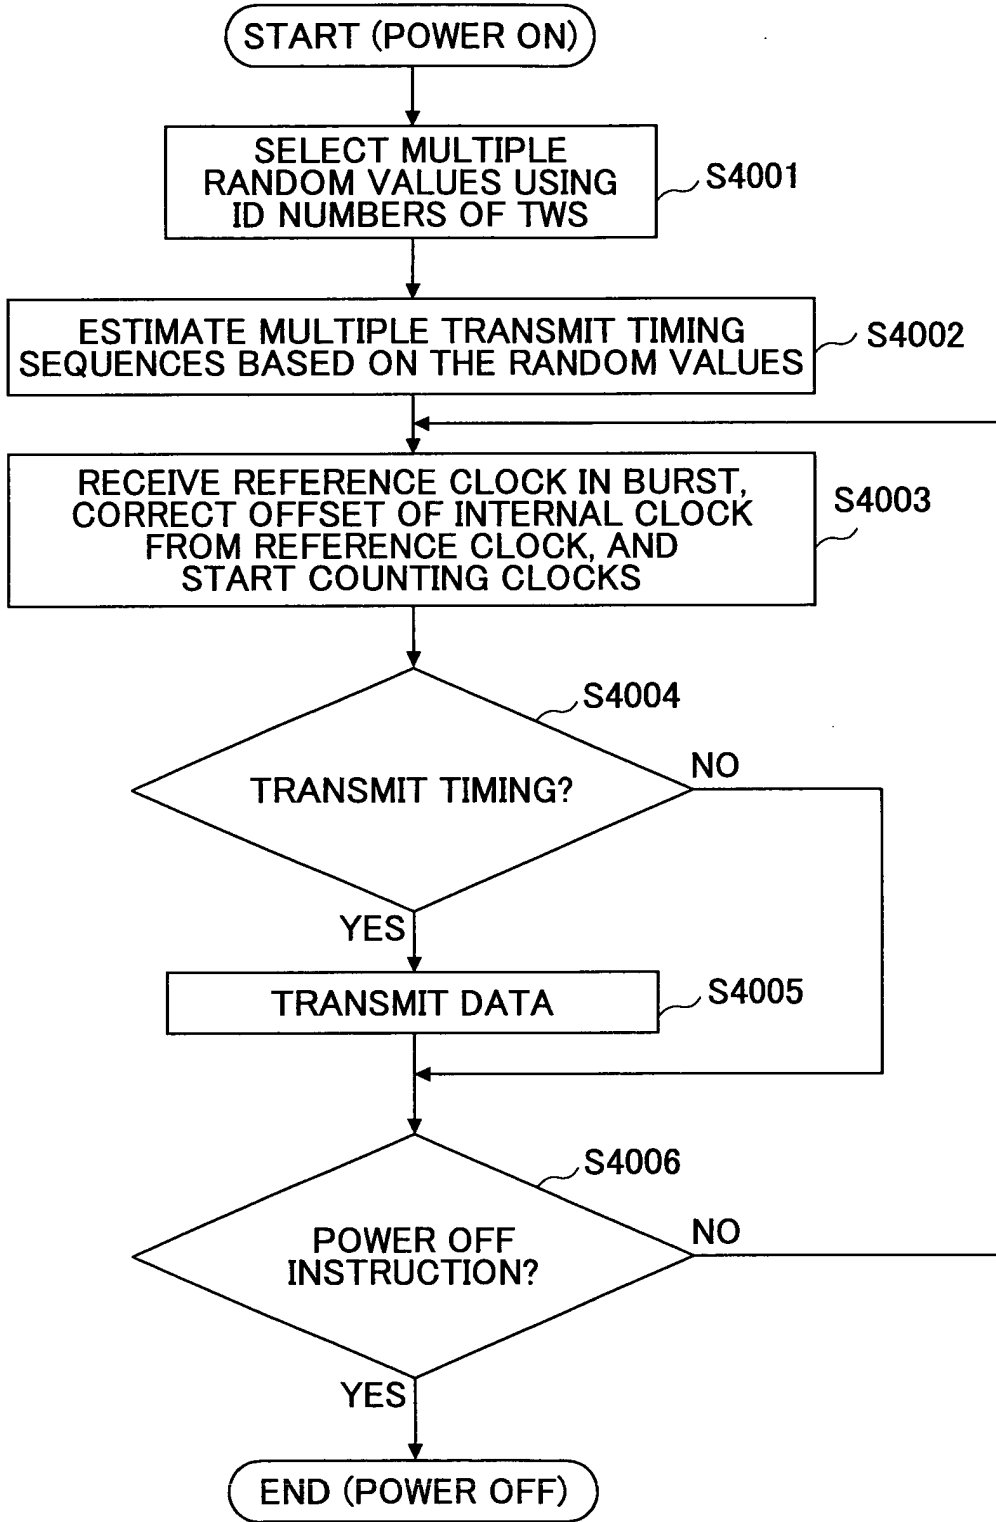 START (POWER ON)
SELECT MULTIPLE
RANDOM VALUES USING
ID NUMBERS OF TWS
S4001
ESTIMATE MULTIPLE TRANSMIT TIMING
SEQUENCES BASED ON THE RANDOM VALUES
S4002
RECEIVE REFERENCE CLOCK IN BURST,
CORRECT OFFSET OF INTERNAL CLOCK
FROM REFERENCE CLOCK, AND
START COUNTING CLOCKS
S4003
S4004
TRANSMIT TIMING?
NO
YES
TRANSMIT DATA
S4005
S4006
POWER OFF
INSTRUCTION?
NO
YES
END (POWER OFF)